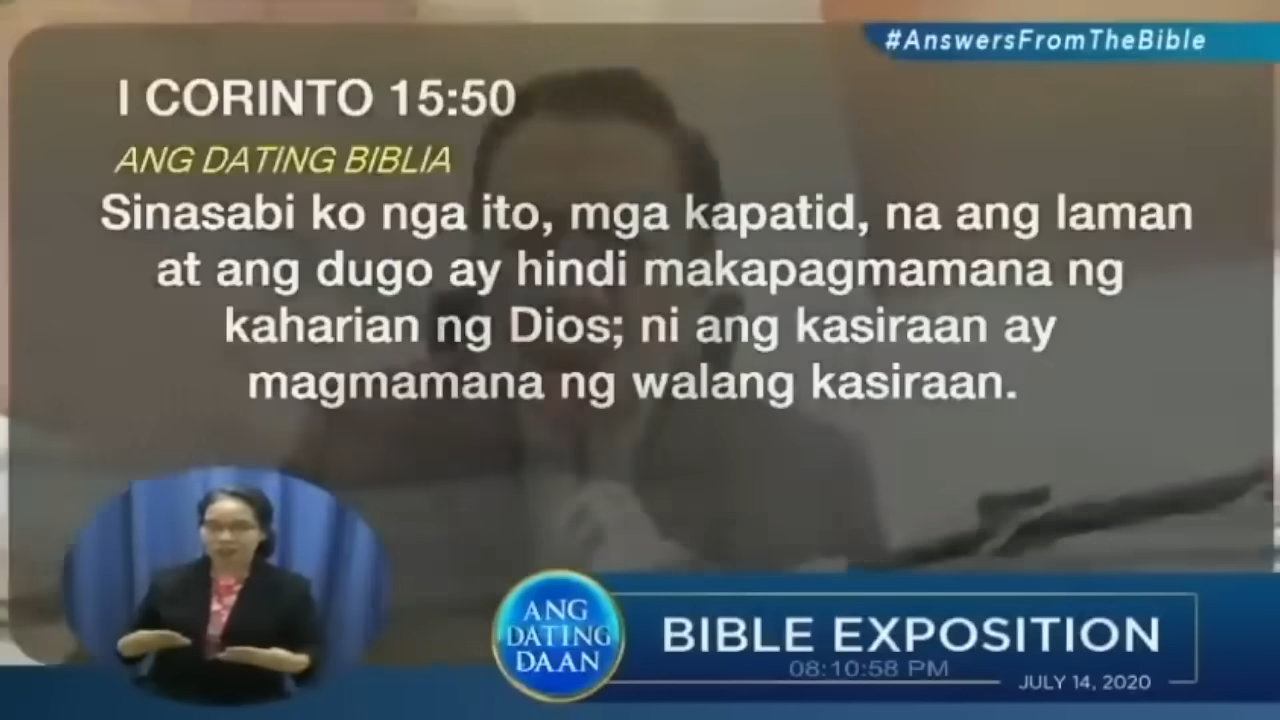 #AnswersFromTheBible
I CORINTO 15:50
ANG DATING BIBLIA
Sinasabi ko nga ito, mga kapatid, na ang laman
at ang dugo ay hindi makapagmamana ng
kaharian ng Dios; ni ang kasiraan ay
magmamana ng walang kasiraan.
ANG
DATING
DAAN
BIBLE EXPOSITION
08:10:58 PM
JULY 14, 2020